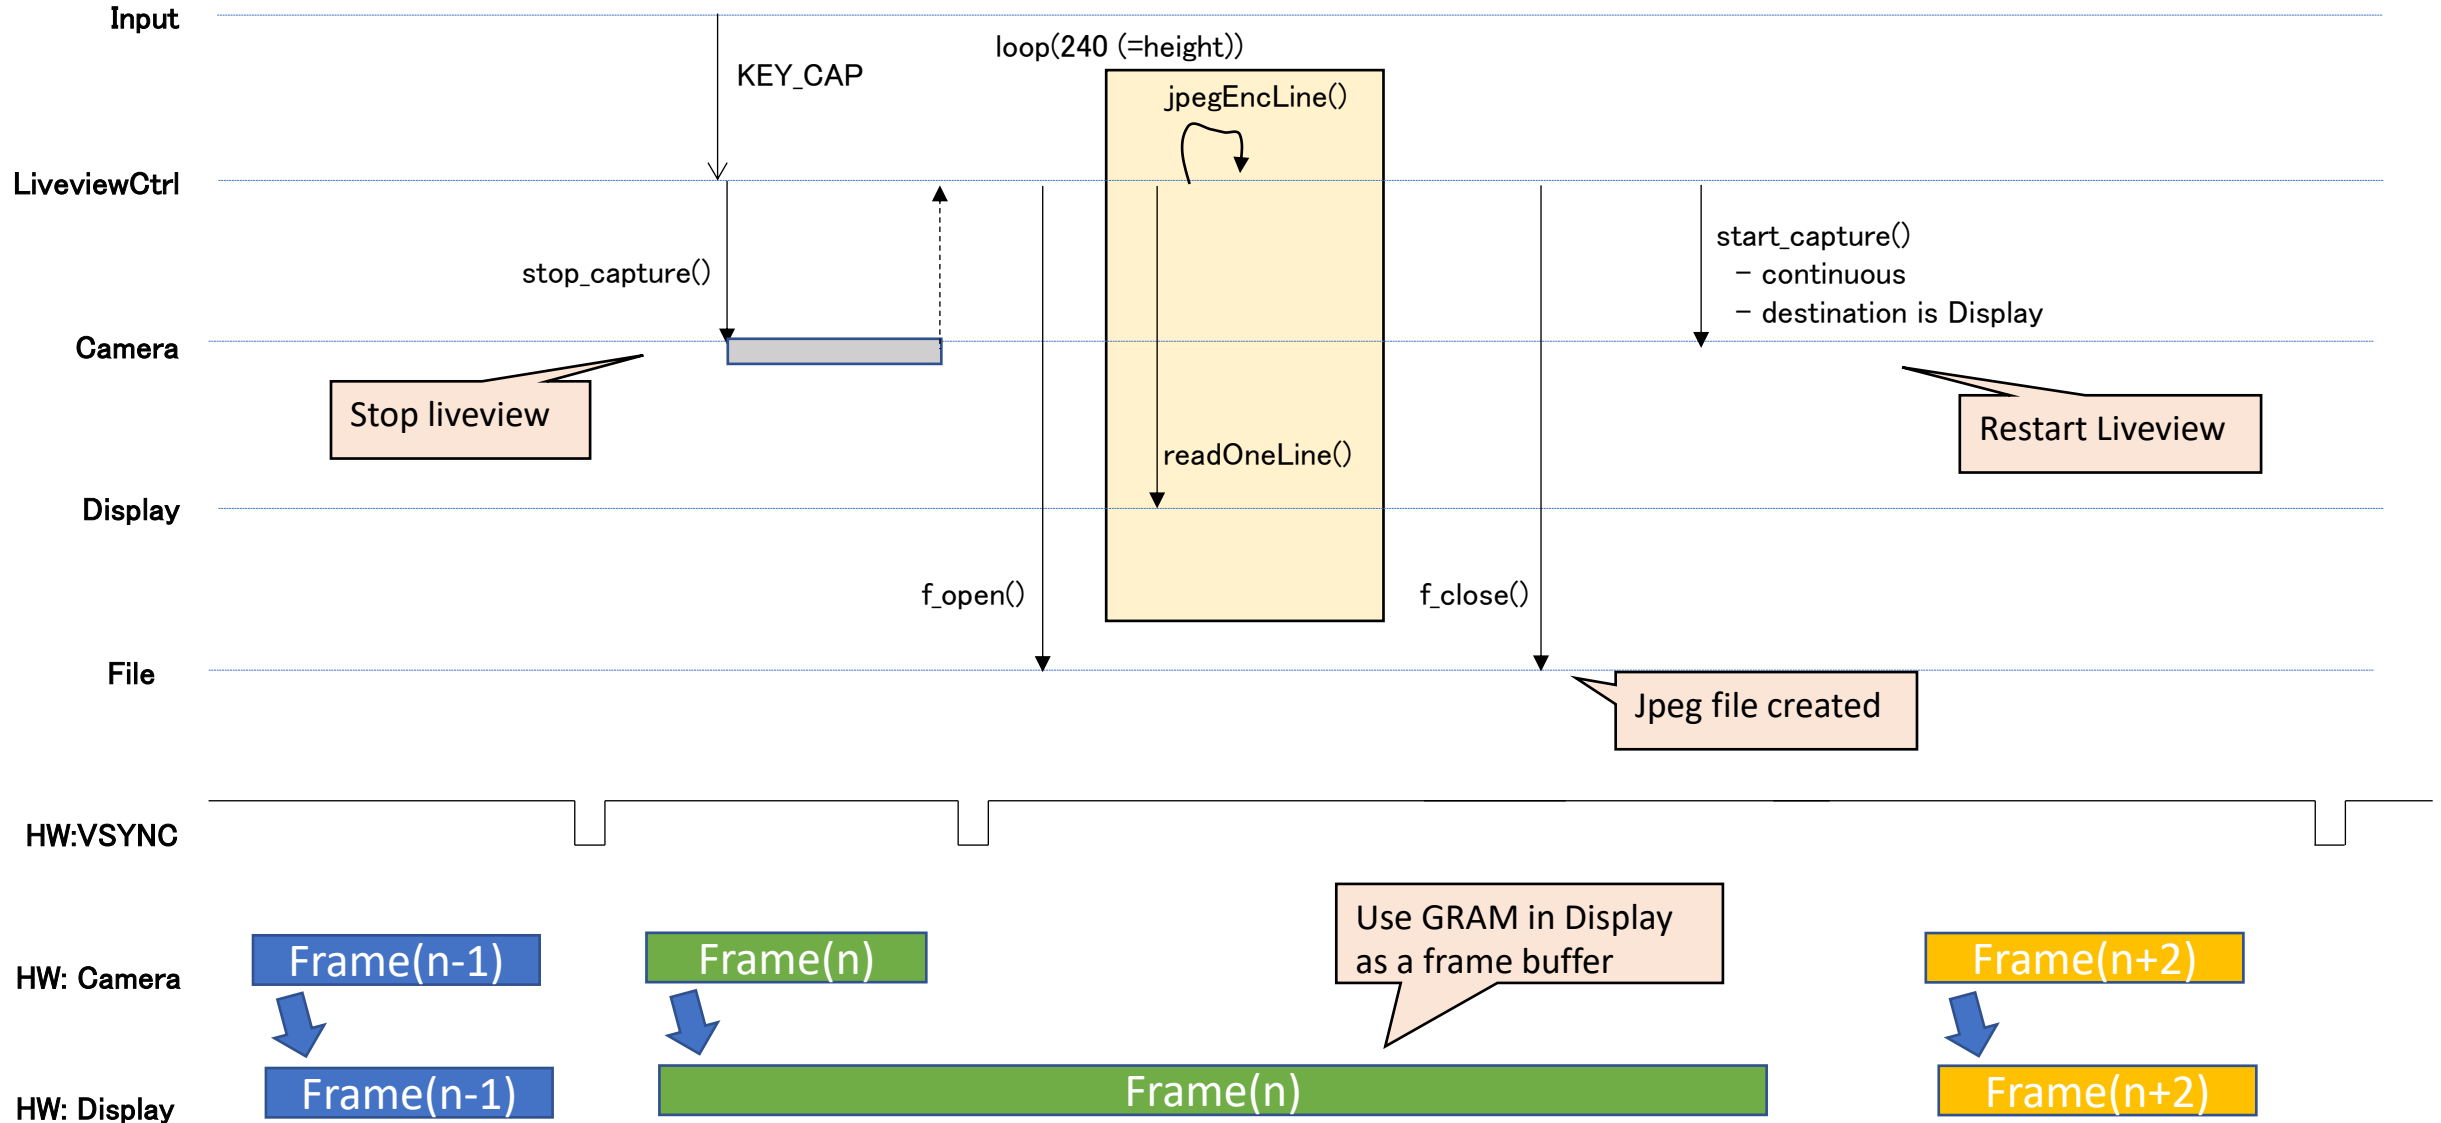 Input
loop(240 (=height))
KEY_CAP
jpegEncLine()
LiveviewCtrl
start_capture()
- continuous
- destination is Display
stop_capture()
Camera
Stop liveview
Restart Liveview
readOneLine()
Display
f_open()
f_close()
File
Jpeg file created
HW:VSYNC
Use GRAM in Display
as a frame buffer
HW: Camera
Frame(n-1)
Frame(n)
Frame(n+2)
HW: Display
Frame(n-1)
Frame(n)
Frame(n+2)